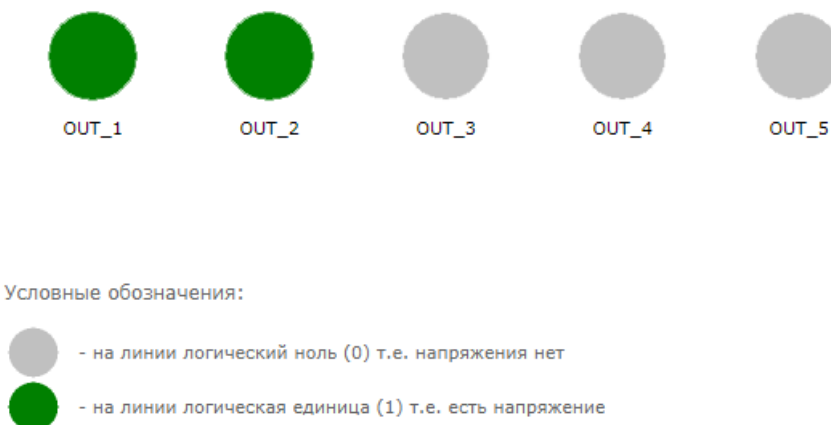 OUT_1 OUT_2 OUT_3 OUT_4 OUT_5
Условные обозначения:
- на линии логический ноль (0) т.е. напряжения нет
- на линии логическая единица (1) т.е. есть напряжение